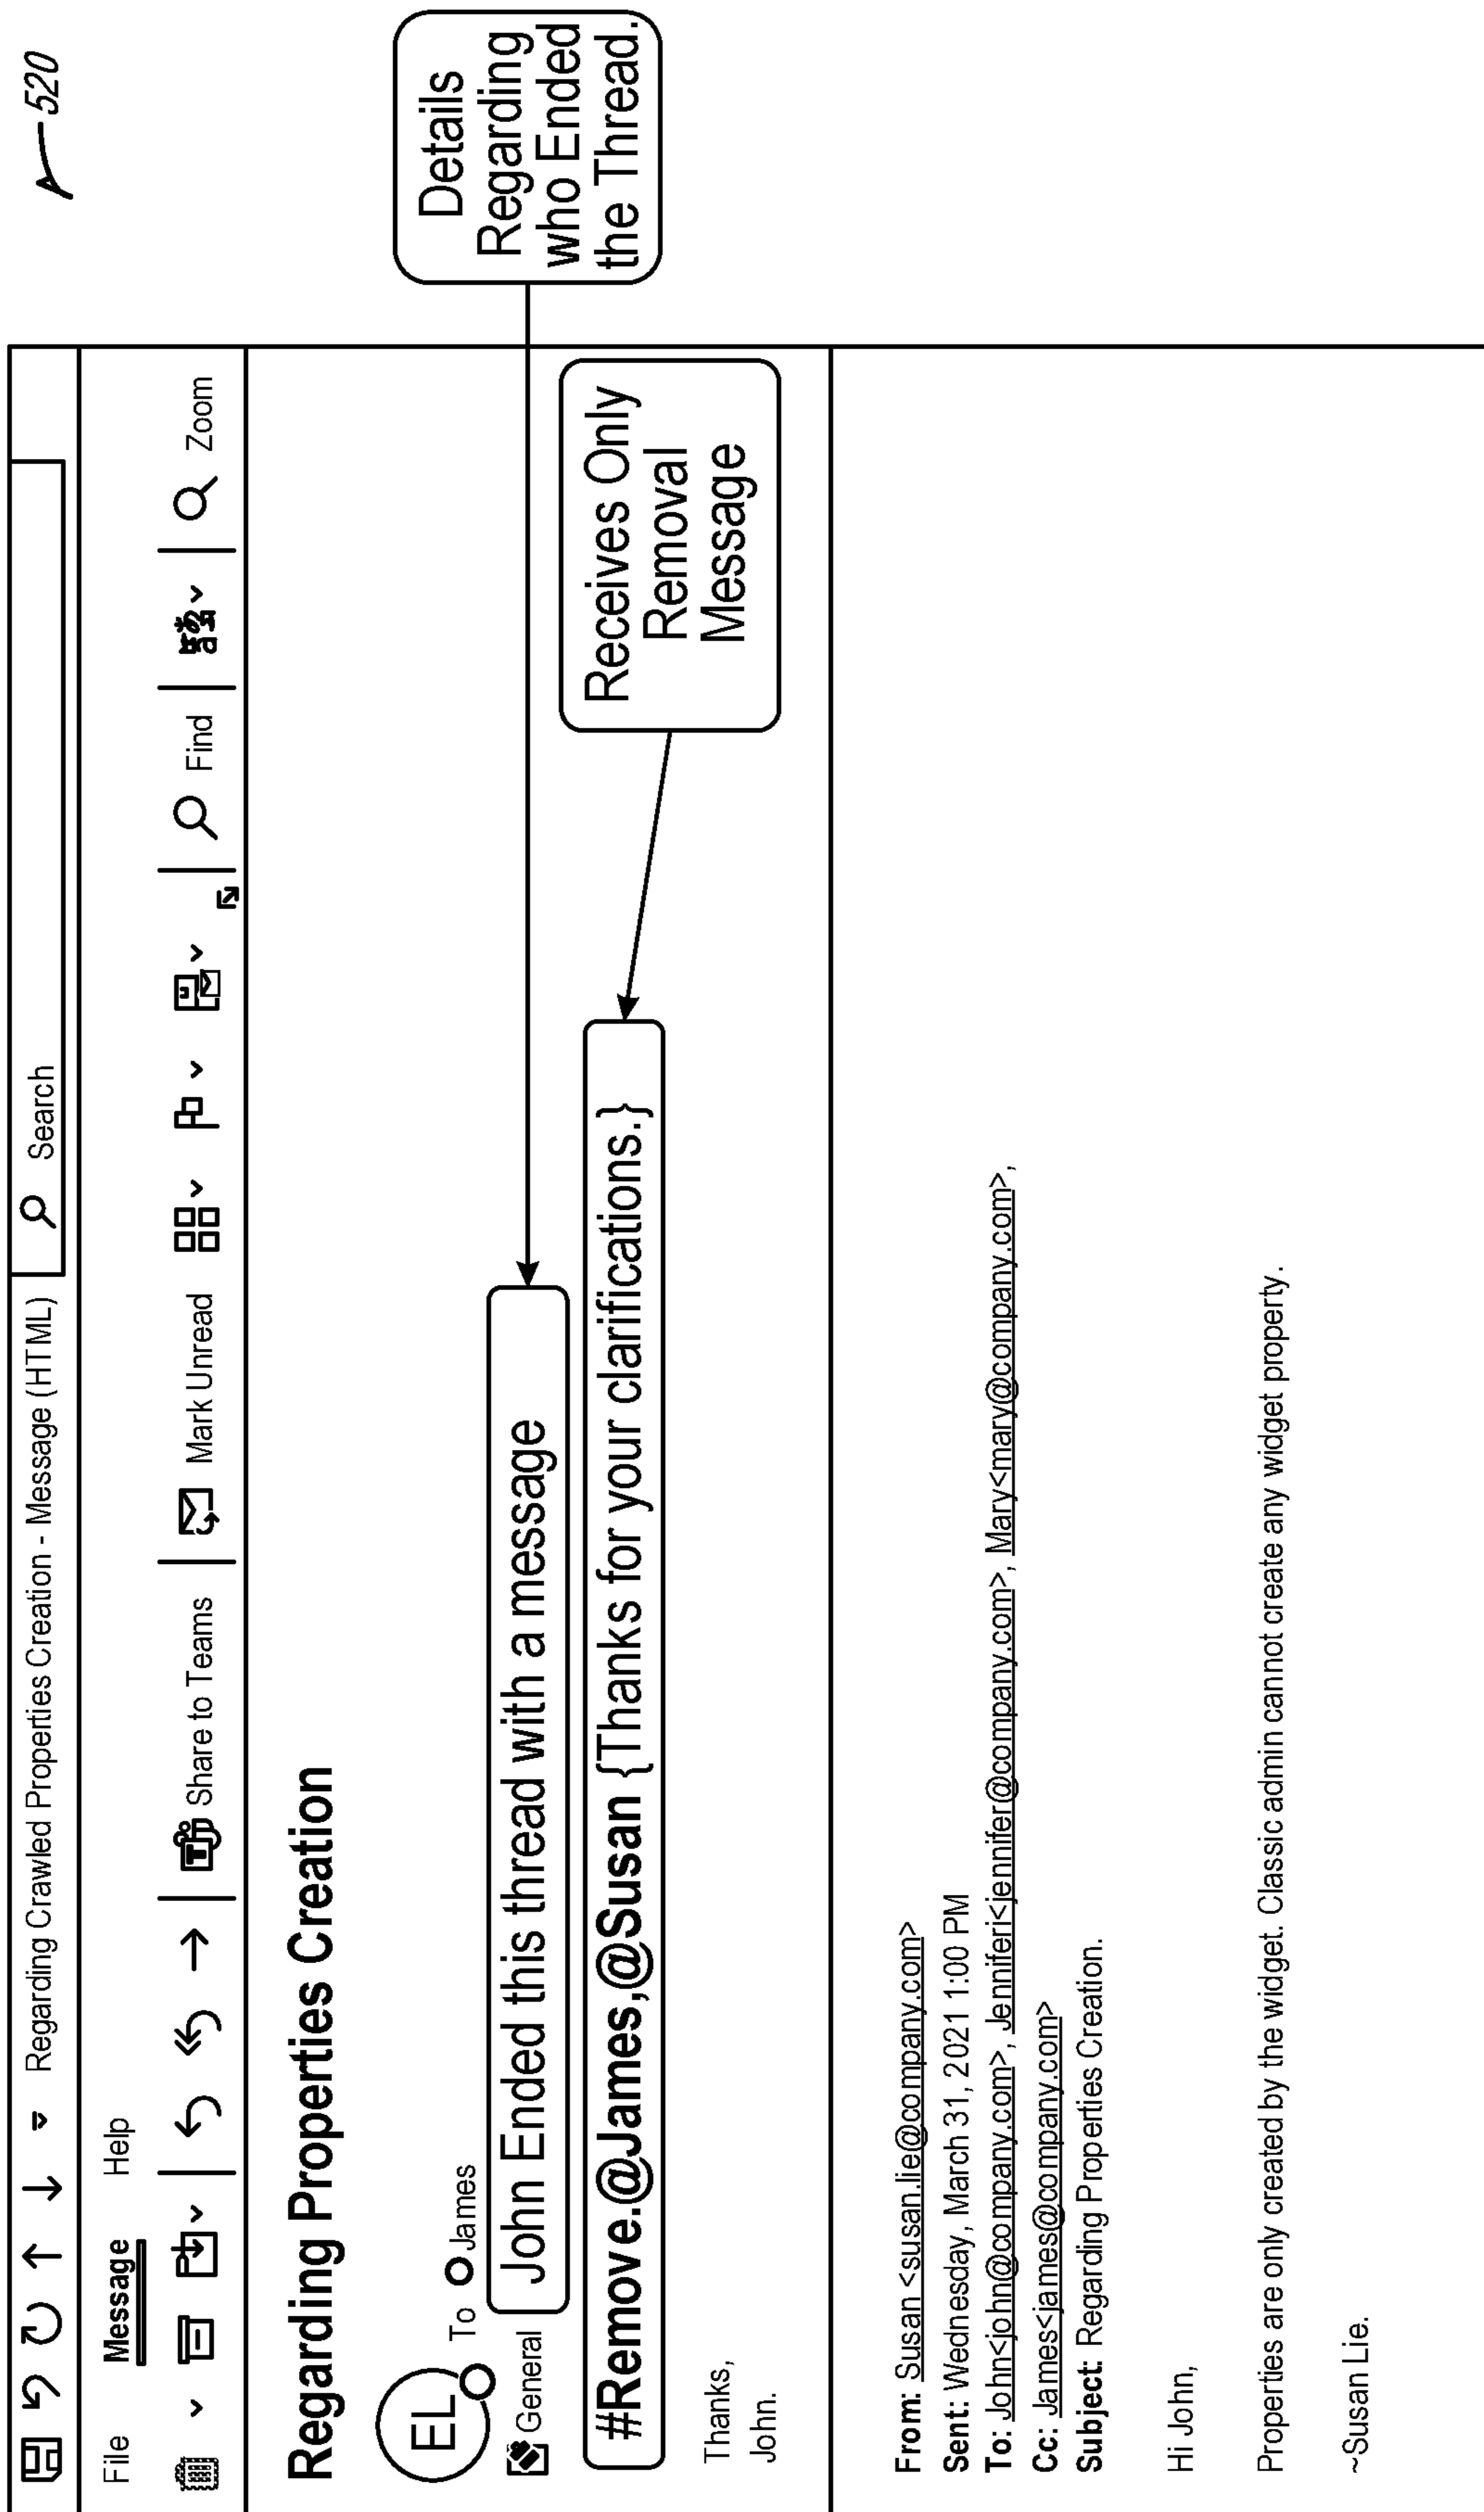 520
Regarding Crawled Properties Creation - Message (HTML)
Search
File
Message
Help
Share to Teams
Mark Unread
Find
Zoom
Regarding Properties Creation
EL
To
James
General
John Ended this thread with a message
Details
Regarding
who Ended
the Thread.
#Remove.@James,@Susan {Thanks for your clarifications.}
Receives Only
Removal
Message
Thanks,
John.
From: Susan <susan.lie@company.com>
Sent: Wednesday, March 31, 2021 1:00 PM
To: John<john@company.com>, Jenniferi<jennifer@company.com>, Mary<mary@company.com>,
Cc: James<james@company.com>
Subject: Regarding Properties Creation.
Hi John,
Properties are only created by the widget. Classic admin cannot create any widget property.
~Susan Lie.